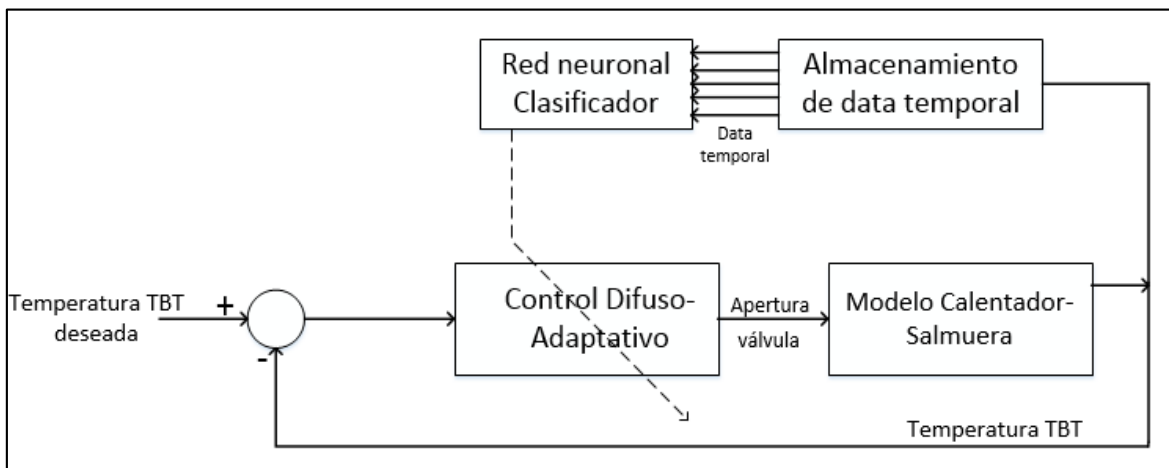 Red neuronal
Clasificador
Almacenamiento
de data temporal
Data
temporal
Temperatura TBT
deseada
+
-
Control Difuso-
Adaptativo
Apertura
válvula
Modelo Calentador-
Salmuera
Temperatura TBT